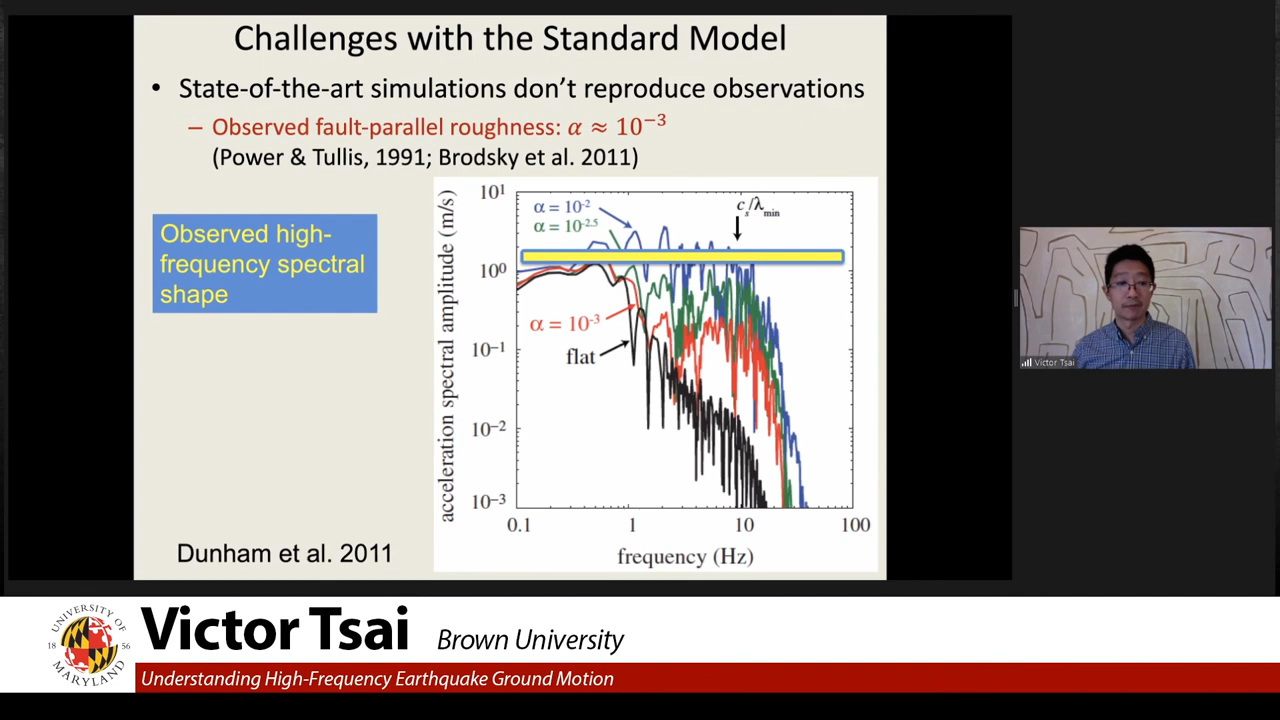 Challenges with the Standard Model
• State-of-the-art simulations don't reproduce observations
– Observed fault-parallel roughness: α ≈ 10⁻³
(Power & Tullis, 1991; Brodsky et al. 2011)
Observed high-
frequency spectral
shape
Dunham et al. 2011
acceleration spectral amplitude (m/s)
10¹
10⁰
10⁻¹
10⁻²
10⁻³
α = 10⁻²
α = 10⁻²·⁵
cₛ/λmin
α = 10⁻³
flat
0.1
1
10
100
frequency (Hz)
Victor Tsai
UNIVERSITY OF
18 56
MARYLAND
Victor Tsai Brown University
Understanding High-Frequency Earthquake Ground Motion